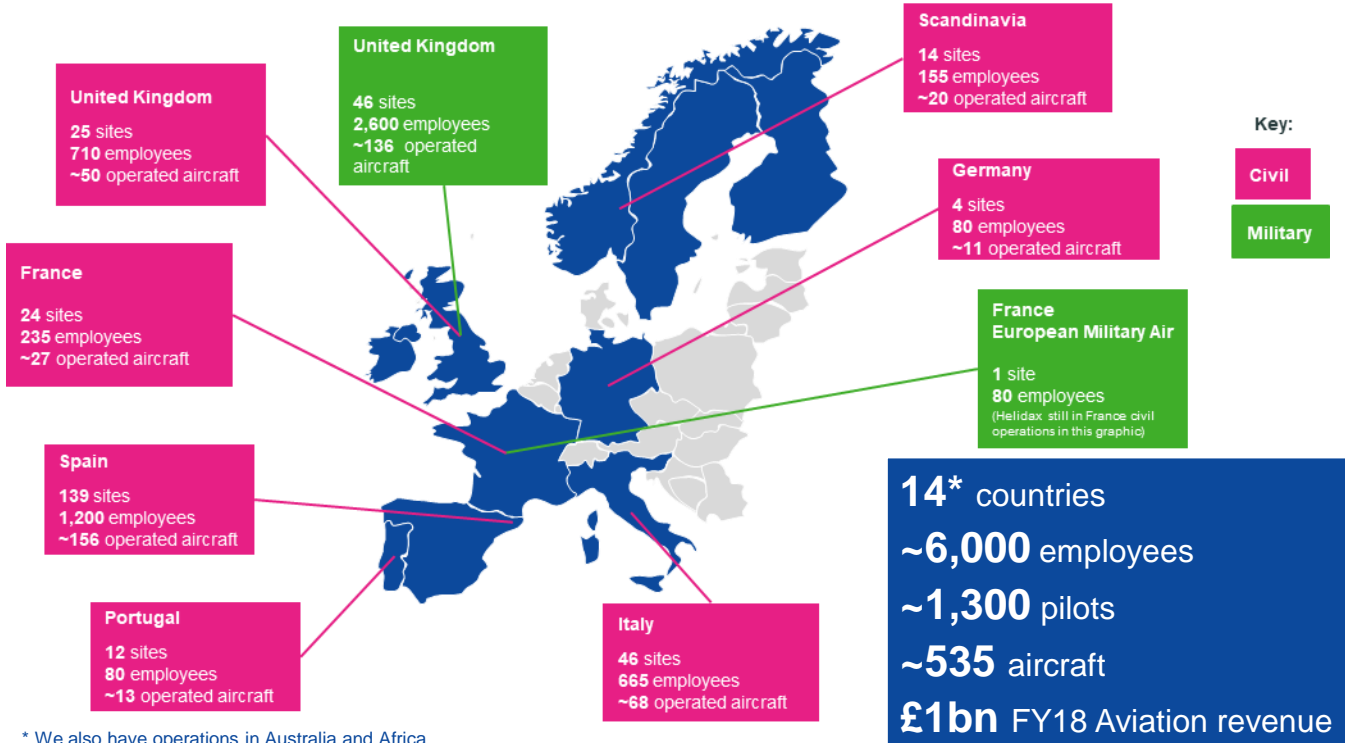 United Kingdom
25 sites
710 employees
~50 operated aircraft
United Kingdom
46 sites
2,600 employees
~136 operated
aircraft
Scandinavia
14 sites
155 employees
~20 operated aircraft
Key:
Civil
Military
Germany
4 sites
80 employees
~11 operated aircraft
France
24 sites
235 employees
~27 operated aircraft
France
European Military Air
1 site
80 employees
(Helidax still in France civil
operations in this graphic)
Spain
139 sites
1,200 employees
~156 operated aircraft
Portugal
12 sites
80 employees
~13 operated aircraft
Italy
46 sites
665 employees
~68 operated aircraft
14* countries
~6,000 employees
~1,300 pilots
~535 aircraft
£1bn FY18 Aviation revenue
* We also have operations in Australia and Africa